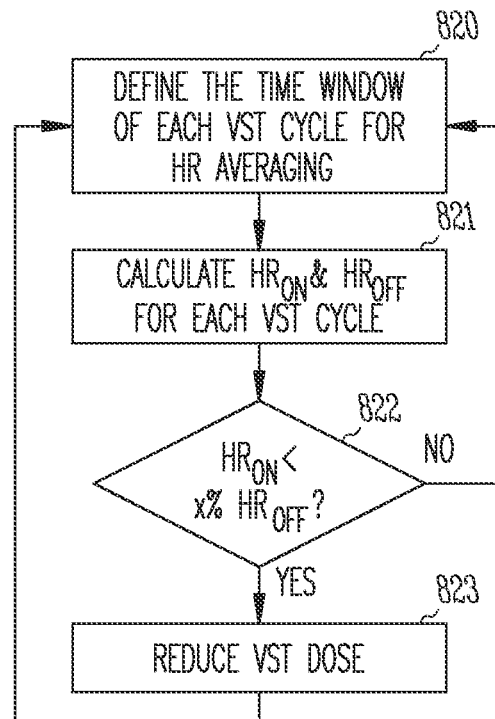 820
DEFINE THE TIME WINDOW
OF EACH VST CYCLE FOR
HR AVERAGING
821
CALCULATE HRON & HROFF
FOR EACH VST CYCLE
822
HRON <
x% HROFF?
NO
YES
823
REDUCE VST DOSE